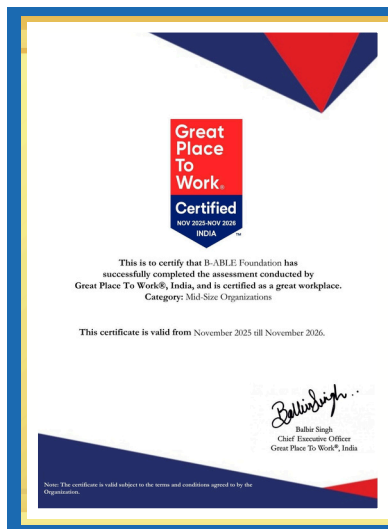 Great
Place
To
Work®
Certified
NOV 2025-NOV 2026
INDIA
™
This is to certify that B-ABLE Foundation has
successfully completed the assessment conducted by
Great Place To Work®, India, and is certified as a great workplace.
Category: Mid-Size Organizations
This certificate is valid from November 2025 till November 2026.
Balbir Singh
Balbir Singh
Chief Executive Officer
Great Place To Work®, India
Note: The certificate is valid subject to the terms and conditions agreed to by the
Organization.